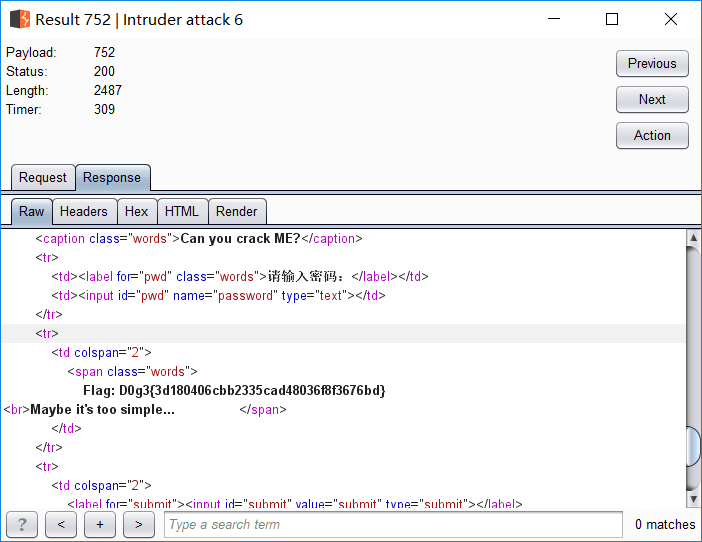 Result 752 | Intruder attack 6
Payload: 752
Status: 200
Length: 2487
Timer: 309
Previous
Next
Action
Request Response
Raw Headers Hex HTML Render
<caption class="words">Can you crack ME?</caption>
<tr>
<td><label for="pwd" class="words">请输入密码：</label></td>
<td><input id="pwd" name="password" type="text"></td>
</tr>
<tr>
<td colspan="2">
<span class="words">
Flag: D0g3{3d180406cbb2335cad48036f8f3676bd}
<br>Maybe it's too simple... </span>
</td>
</tr>
<tr>
<td colspan="2">
<label for="submit"><input id="submit" value="submit" type="submit"></label>
? < + > Type a search term 0 matches